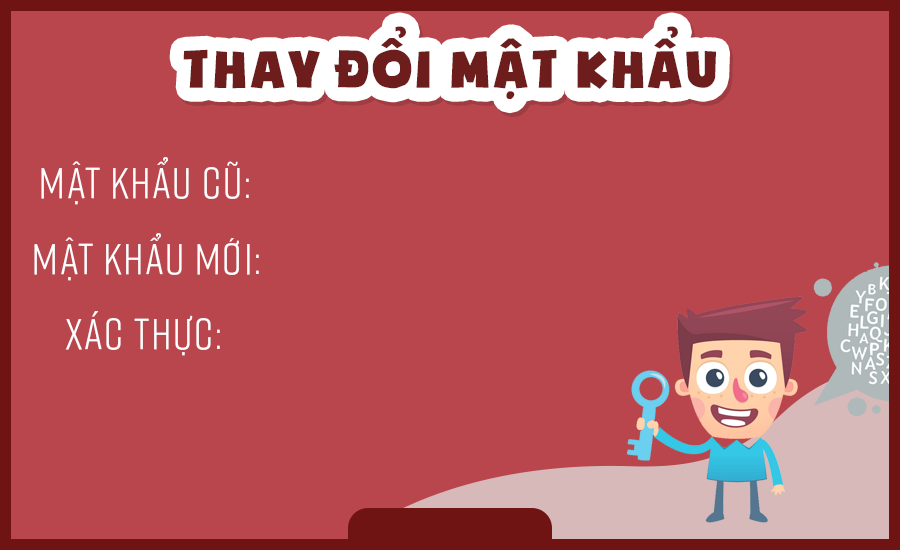 THAY ĐỔI MẬT KHẨU
MẬT KHẨU CŨ:
MẬT KHẨU MỚI:
XÁC THỰC: